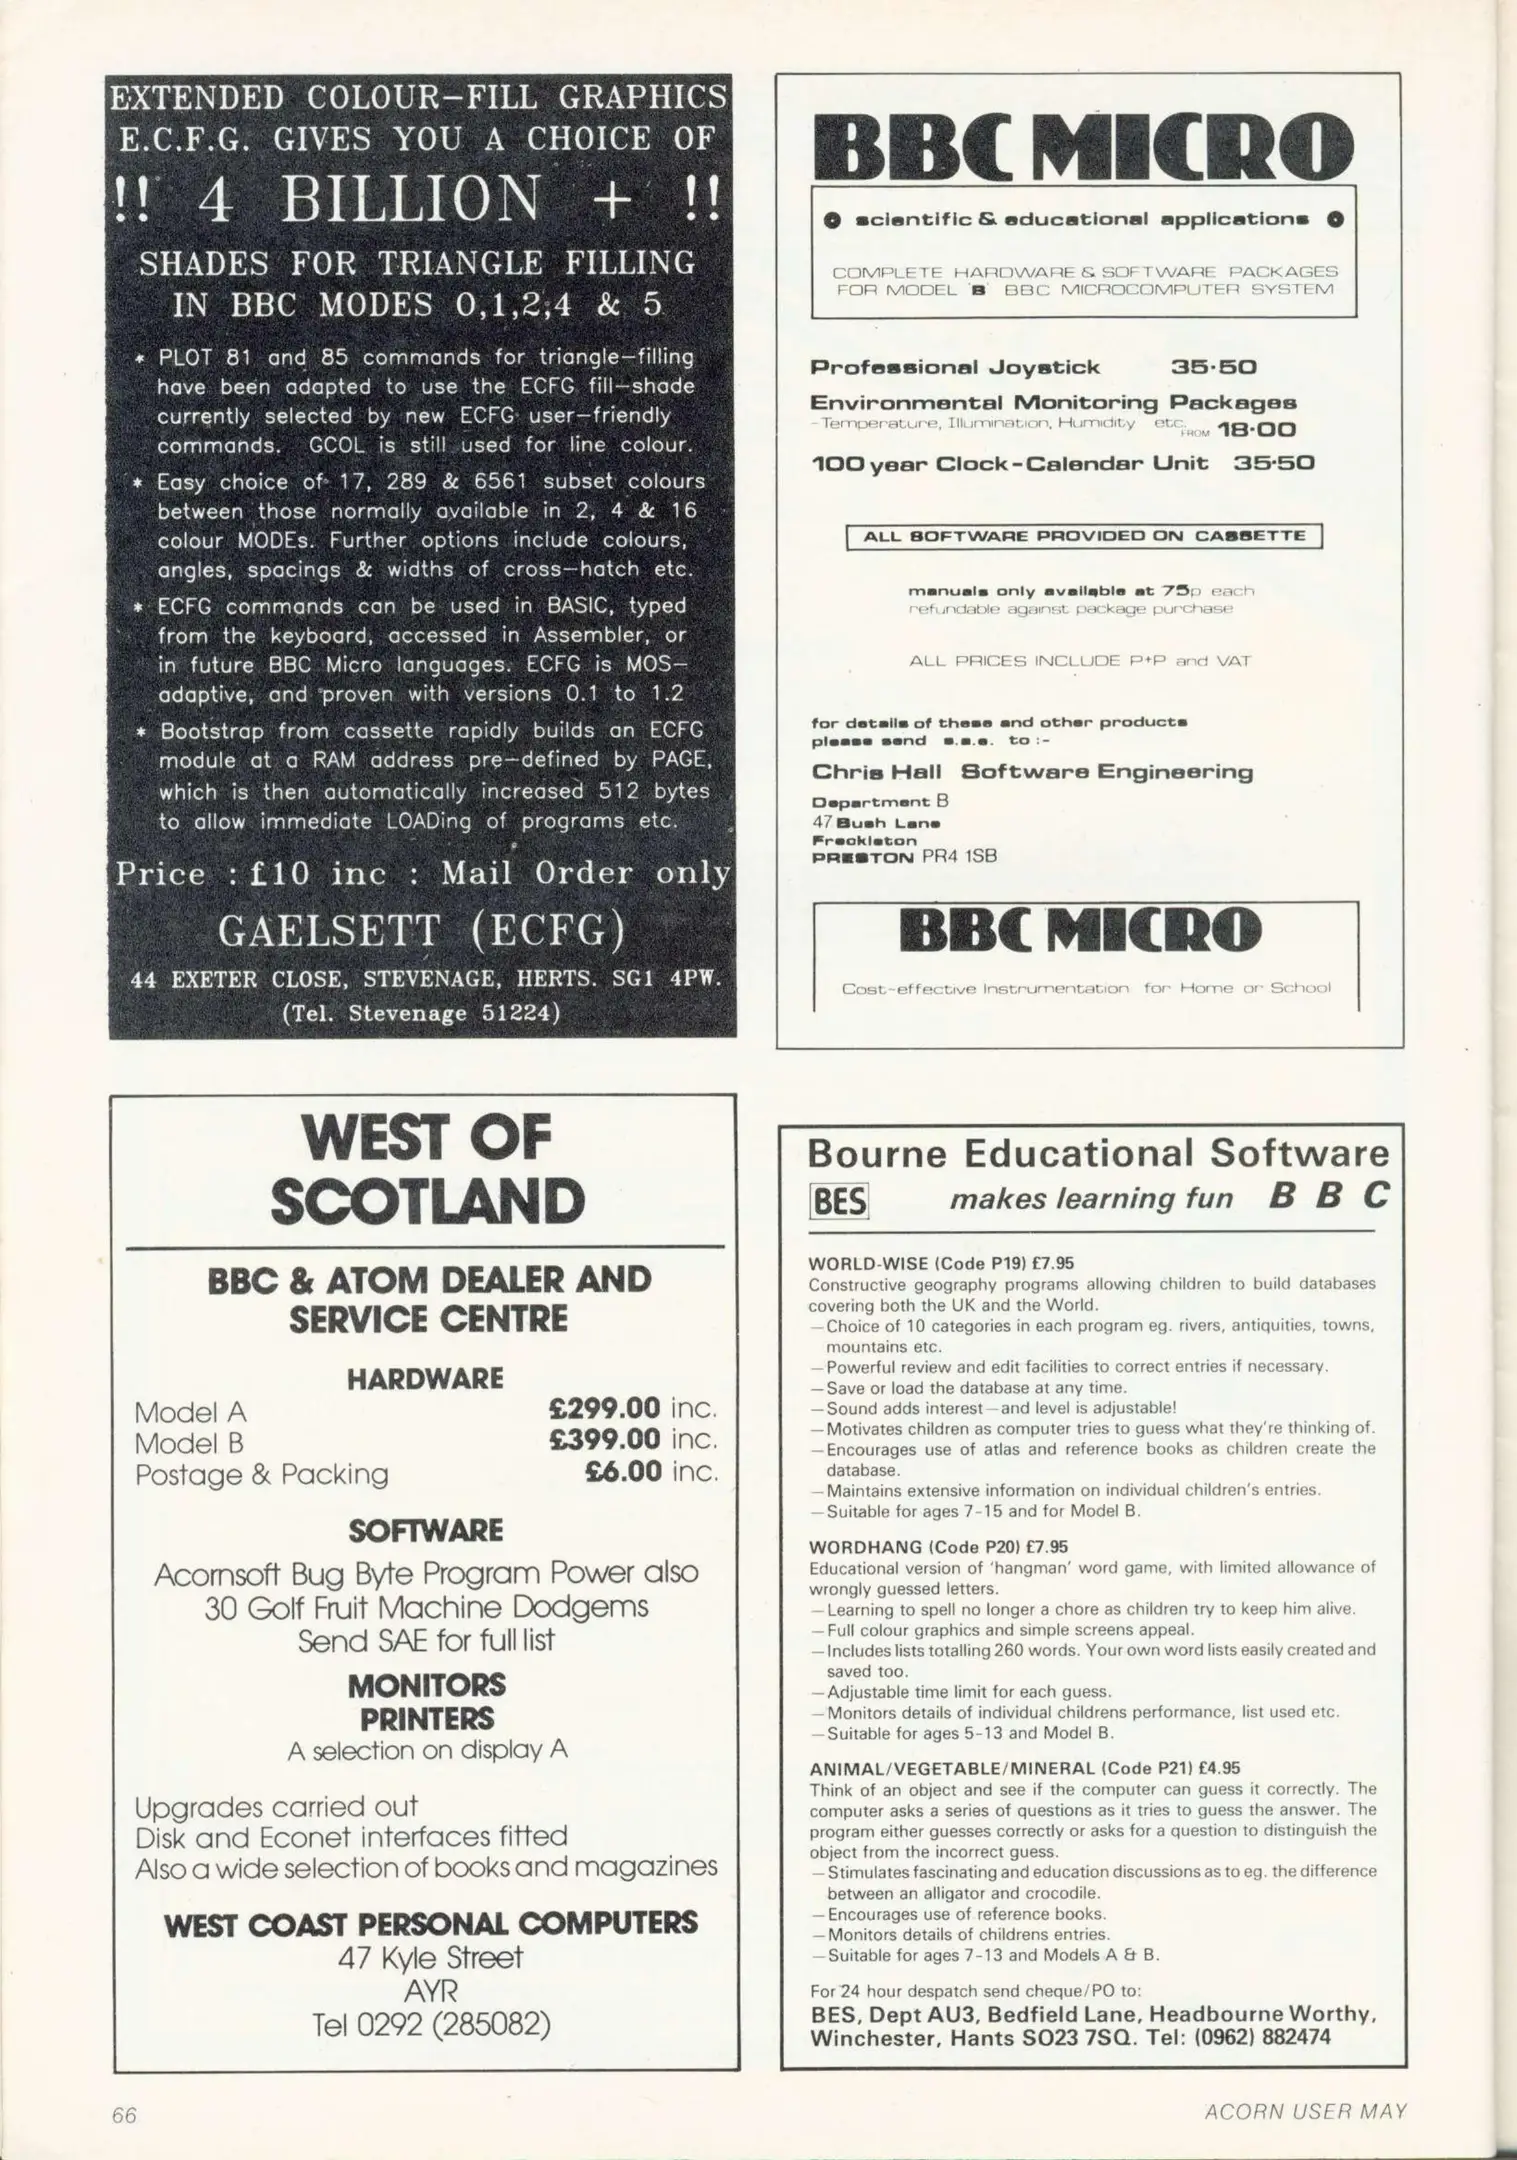 EXTENDED COLOUR-FILL GRAPHICS
E.C.F.G. GIVES YOU A CHOICE OF
!! 4 BILLION + !!
SHADES FOR TRIANGLE FILLING
IN BBC MODES 0,1,2,4 & 5
* PLOT 81 and 85 commands for triangle-filling
have been adapted to use the ECFG fill-shade
currently selected by new ECFG user-friendly
commands. GCOL is still used for line colour.
* Easy choice of 17, 289 & 6561 subset colours
between those normally available in 2, 4 & 16
colour MODEs. Further options include colours,
angles, spacings & widths of cross-hatch etc.
* ECFG commands can be used in BASIC, typed
from the keyboard, accessed in Assembler, or
in future BBC Micro languages. ECFG is MOS-
adaptive, and proven with versions 0.1 to 1.2
* Bootstrap from cassette rapidly builds an ECFG
module at a RAM address pre-defined by PAGE,
which is then automatically increased 512 bytes
to allow immediate LOADing of programs etc.
Price : £10 inc : Mail Order only
GAELSETT (ECFG)
44 EXETER CLOSE, STEVENAGE, HERTS. SG1 4PW.
(Tel. Stevenage 51224)
BBC MICRO
scientific & educational applications
COMPLETE HARDWARE & SOFTWARE PACKAGES
FOR MODEL 'B' BBC MICROCOMPUTER SYSTEM
Professional Joystick 35·50
Environmental Monitoring Packages
-Temperature, Illumination, Humidity etc. FROM 18·00
100 year Clock-Calendar Unit 35·50
ALL SOFTWARE PROVIDED ON CASSETTE
manuals only available at 75p each
refundable against package purchase
ALL PRICES INCLUDE P+P and VAT
for details of these and other products
please send s.a.e. to :-
Chris Hall Software Engineering
Department B
47 Bush Lane
Freckleton
PRESTON PR4 1SB
BBC MICRO
Cost-effective Instrumentation for Home or School
WEST OF
SCOTLAND
BBC & ATOM DEALER AND
SERVICE CENTRE
HARDWARE
Model A £299.00 inc.
Model B £399.00 inc.
Postage & Packing £6.00 inc.
SOFTWARE
Acornsoft Bug Byte Program Power also
30 Golf Fruit Machine Dodgems
Send SAE for full list
MONITORS
PRINTERS
A selection on display A
Upgrades carried out
Disk and Econet interfaces fitted
Also a wide selection of books and magazines
WEST COAST PERSONAL COMPUTERS
47 Kyle Street
AYR
Tel 0292 (285082)
Bourne Educational Software
BES makes learning fun B B C
WORLD-WISE (Code P19) £7.95
Constructive geography programs allowing children to build databases
covering both the UK and the World.
—Choice of 10 categories in each program eg. rivers, antiquities, towns,
mountains etc.
—Powerful review and edit facilities to correct entries if necessary.
—Save or load the database at any time.
—Sound adds interest—and level is adjustable!
—Motivates children as computer tries to guess what they're thinking of.
—Encourages use of atlas and reference books as children create the
database.
—Maintains extensive information on individual children's entries.
—Suitable for ages 7-15 and for Model B.
WORDHANG (Code P20) £7.95
Educational version of 'hangman' word game, with limited allowance of
wrongly guessed letters.
—Learning to spell no longer a chore as children try to keep him alive.
—Full colour graphics and simple screens appeal.
—Includes lists totalling 260 words. Your own word lists easily created and
saved too.
—Adjustable time limit for each guess.
—Monitors details of individual childrens performance, list used etc.
—Suitable for ages 5-13 and Model B.
ANIMAL/VEGETABLE/MINERAL (Code P21) £4.95
Think of an object and see if the computer can guess it correctly. The
computer asks a series of questions as it tries to guess the answer. The
program either guesses correctly or asks for a question to distinguish the
object from the incorrect guess.
—Stimulates fascinating and education discussions as to eg. the difference
between an alligator and crocodile.
—Encourages use of reference books.
—Monitors details of childrens entries.
—Suitable for ages 7-13 and Models A & B.
For 24 hour despatch send cheque/PO to:
BES, Dept AU3, Bedfield Lane, Headbourne Worthy,
Winchester, Hants SO23 7SQ. Tel: (0962) 882474
66
ACORN USER MAY